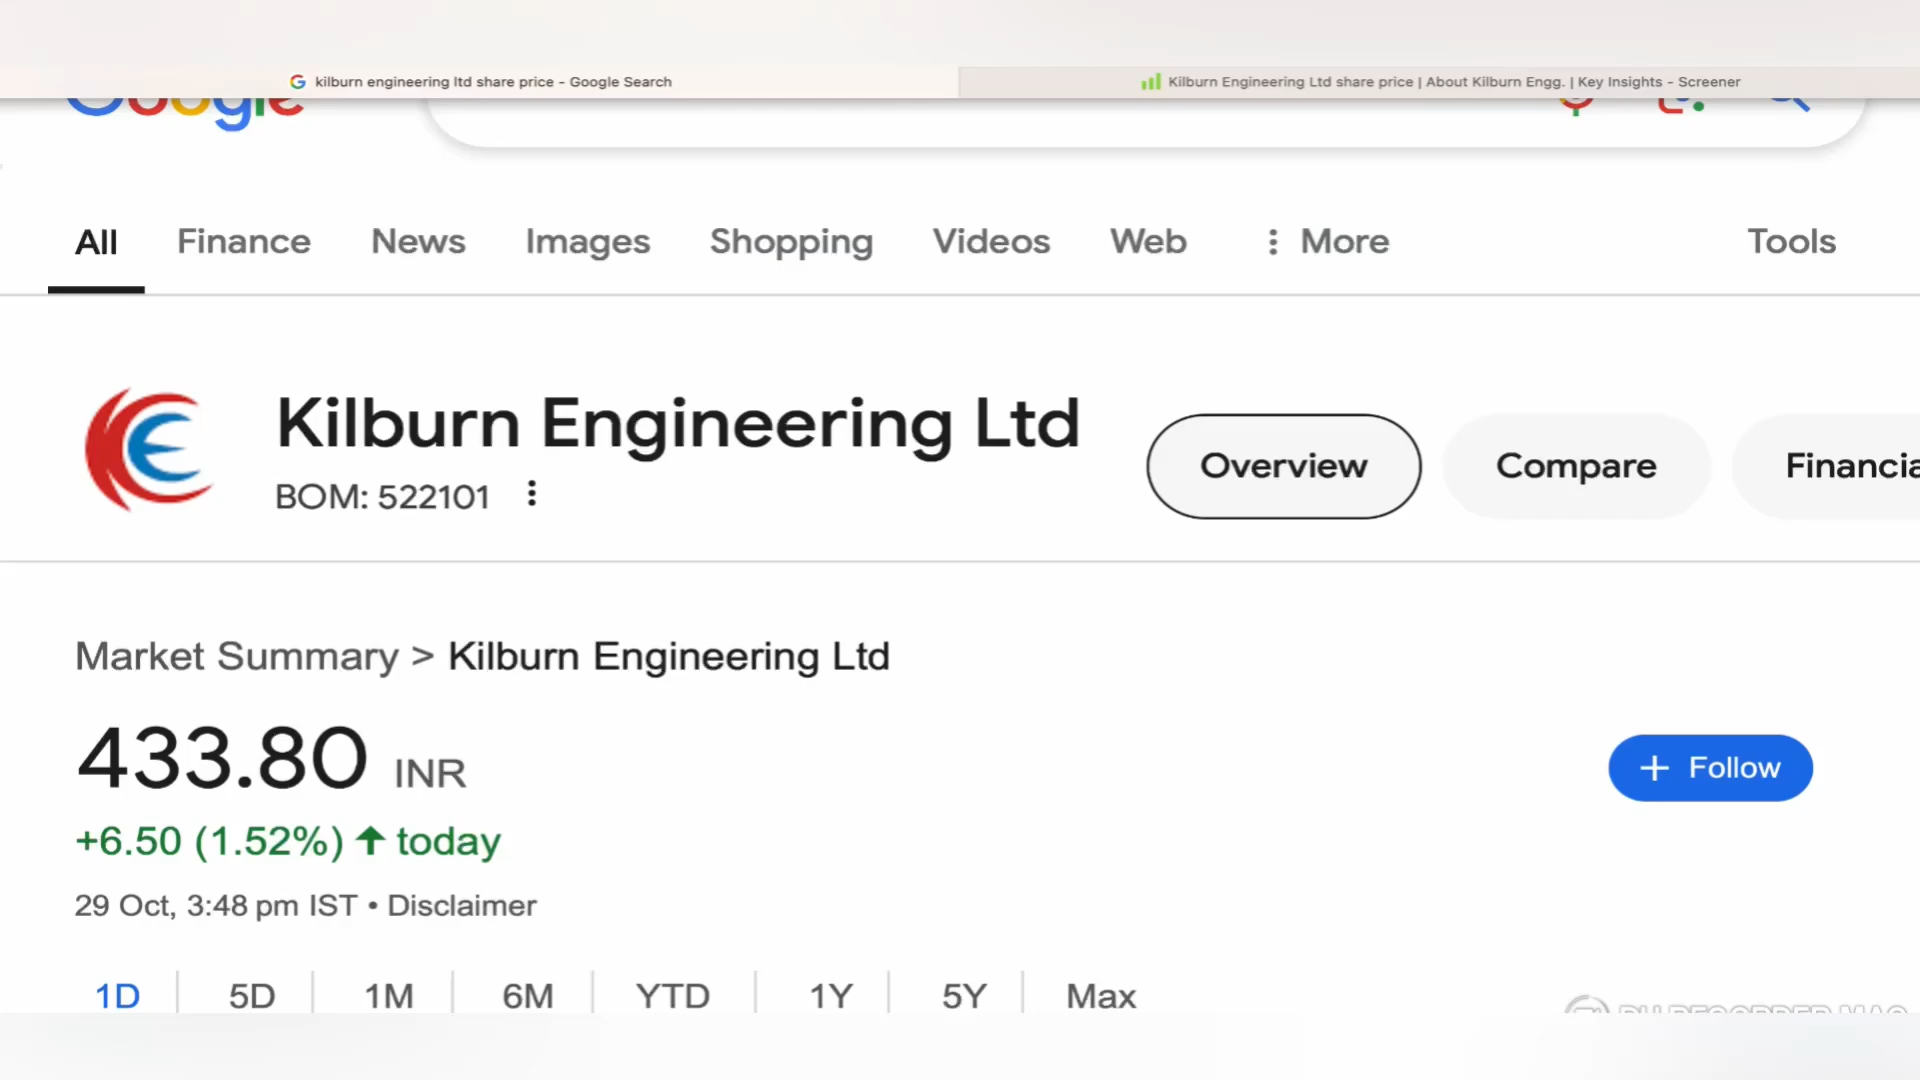 kilburn engineering ltd share price - Google Search
Kilburn Engineering Ltd share price | About Kilburn Engg. | Key Insights - Screener
Google
All Finance News Images Shopping Videos Web More Tools
Kilburn Engineering Ltd
BOM: 522101
Overview Compare Financia
Market Summary > Kilburn Engineering Ltd
433.80 INR
+ Follow
+6.50 (1.52%) ↑ today
29 Oct, 3:48 pm IST • Disclaimer
1D 5D 1M 6M YTD 1Y 5Y Max